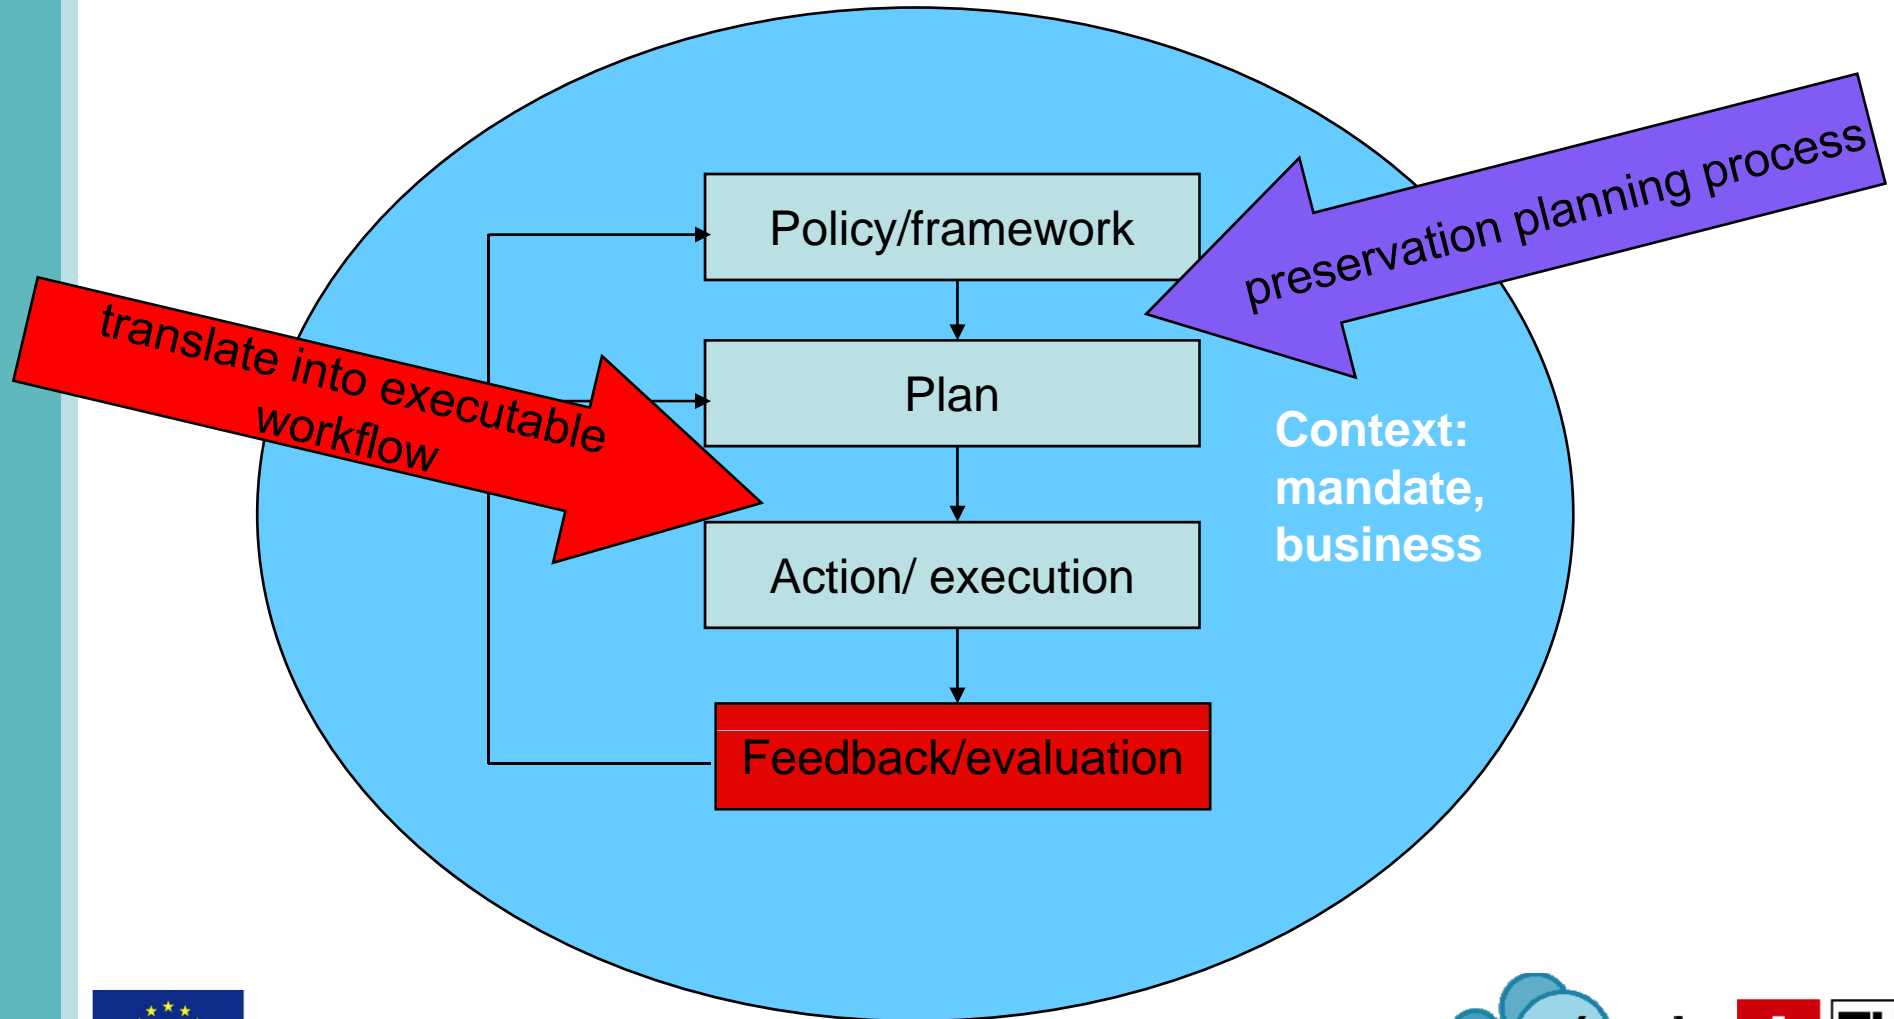 Policy/framework
preservation planning process
translate into executable
workflow
Plan
Context:
mandate,
business
Action/ execution
Feedback/evaluation